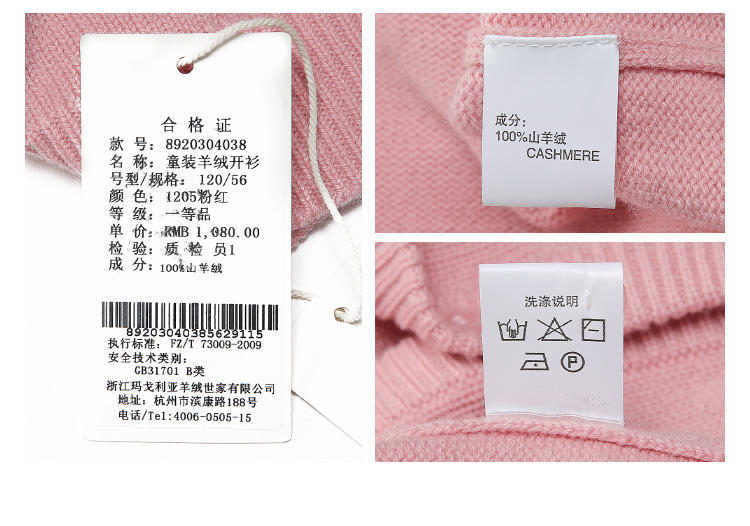 合格证
款 号: 8920304038
名 称: 童装羊绒开衫
号型/规格: 120/56
颜 色: 1205粉红
等 级: 一等品
单 价: RMB 1,080.00
检 验: 质 检 员1
成 分: 100%山羊绒
89203040385629115
执行标准: FZ/T 73009-2009
安全技术类别:
GB31701 B类
浙江玛戈利亚羊绒世家有限公司
地址: 杭州市滨康路188号
电话/Tel:4006-0505-15
成分:
100%山羊绒
CASHMERE
洗涤说明
P